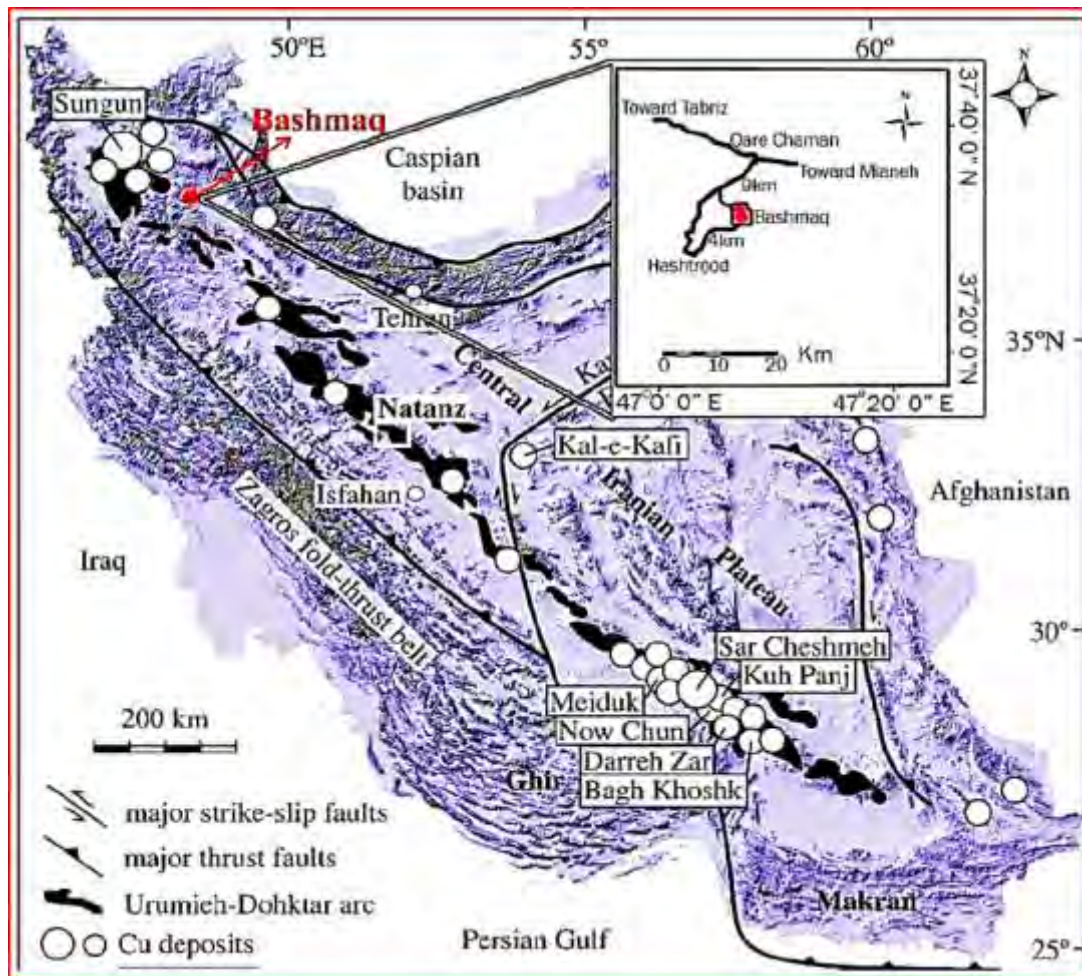 50°E
55°
60°
Sungun
Bashmaq
Caspian
basin
N
Toward Tabriz
Qare Chaman
Toward Mianeh
9km
Bashmaq
4km
Hashtrood
0 5 10 20 Km
37°40' 0" N
37°20' 0" N
47°0' 0" E
47°20' 0" E
Tehran
35°N
Central
Natanz
Kal-e-Kafi
Iranian
Plateau
Isfahan
Afghanistan
Zagros fold-thrust belt
Iraq
30°
Sar Cheshmeh
Kuh Panj
Meiduk
Now Chun
Darreh Zar
Bagh Khoshk
200 km
major strike-slip faults
major thrust faults
Urumieh-Dohktar arc
Cu deposits
Makran
Persian Gulf
25°